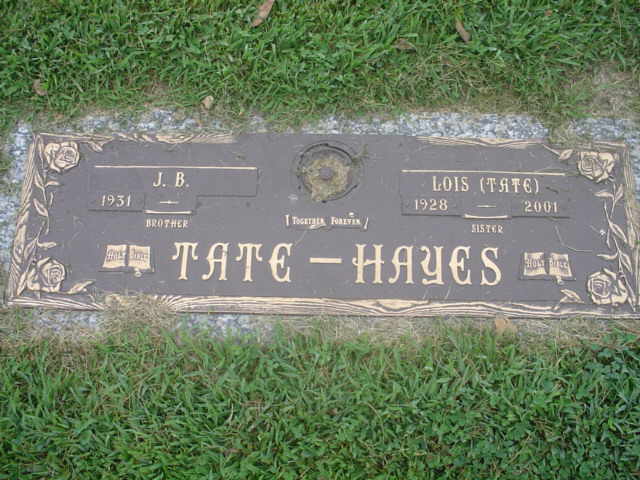 J. B.
1931 —
BROTHER
Together Forever
LOIS (TATE)
1928 — 2001
SISTER
HOLY BIBLE
TATE — HAYES
HOLY BIBLE